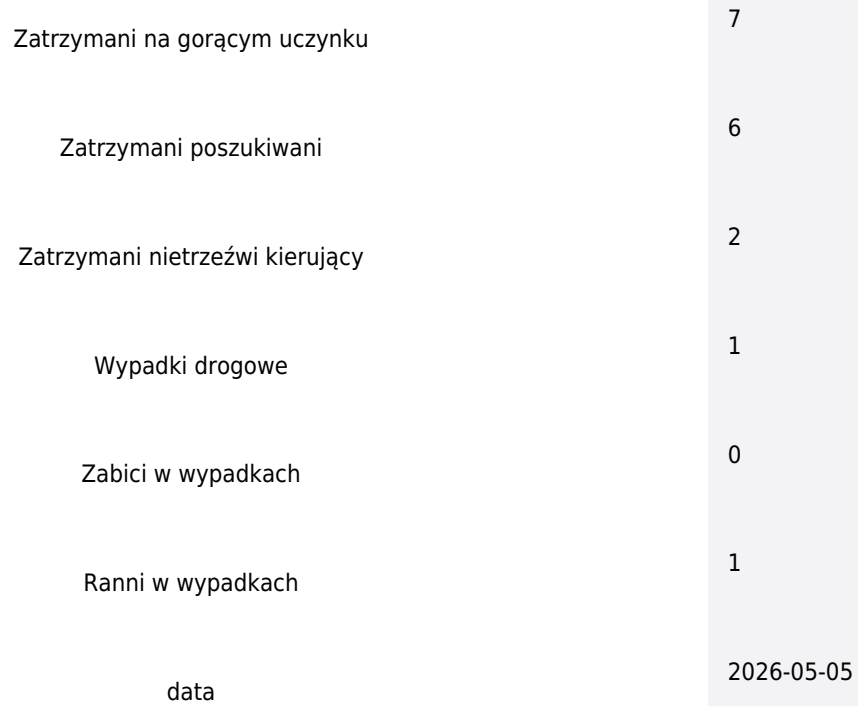 Zatrzymani na gorącym uczynku 7
Zatrzymani poszukiwani 6
Zatrzymani nietrzeźwi kierujący 2
Wypadki drogowe 1
Zabici w wypadkach 0
Ranni w wypadkach 1
data 2026-05-05